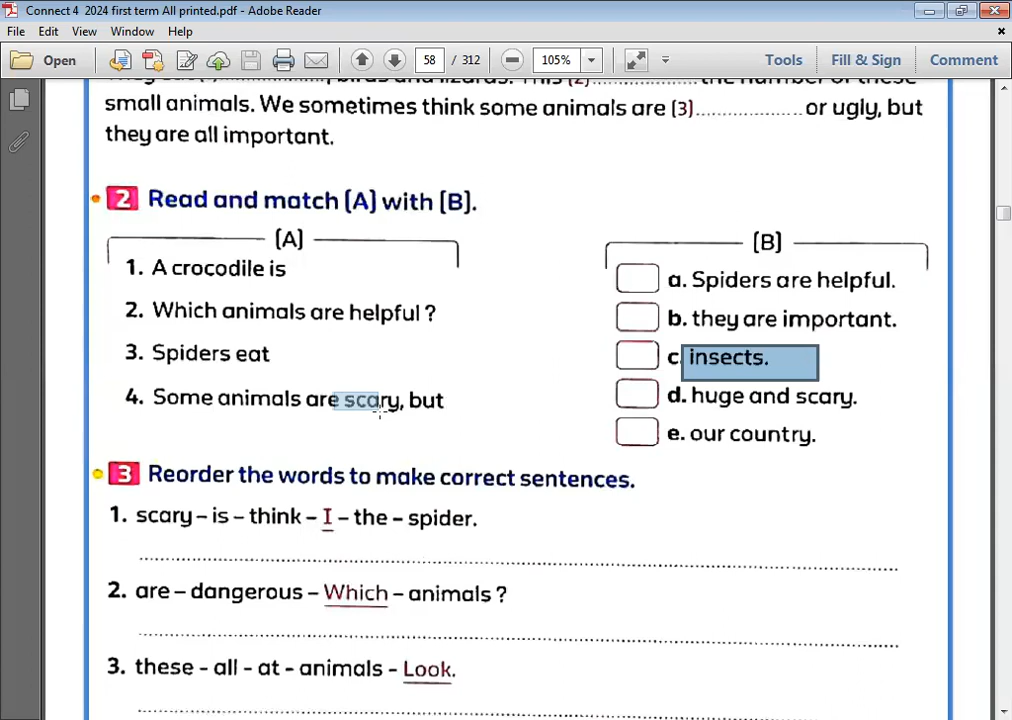 Connect 4 2024 first term All printed.pdf - Adobe Reader
File Edit View Window Help
Open 58 / 312 105% Tools Fill & Sign Comment
small animals. We sometimes think some animals are (3)................... or ugly, but
they are all important.
2 Read and match (A) with (B).
(A) (B)
1. A crocodile is
a. Spiders are helpful.
2. Which animals are helpful ?
b. they are important.
3. Spiders eat
c. insects.
4. Some animals are scary, but
d. huge and scary.
e. our country.
3 Reorder the words to make correct sentences.
1. scary – is – think – I – the – spider.
2. are – dangerous – Which – animals ?
3. these - all - at - animals - Look.